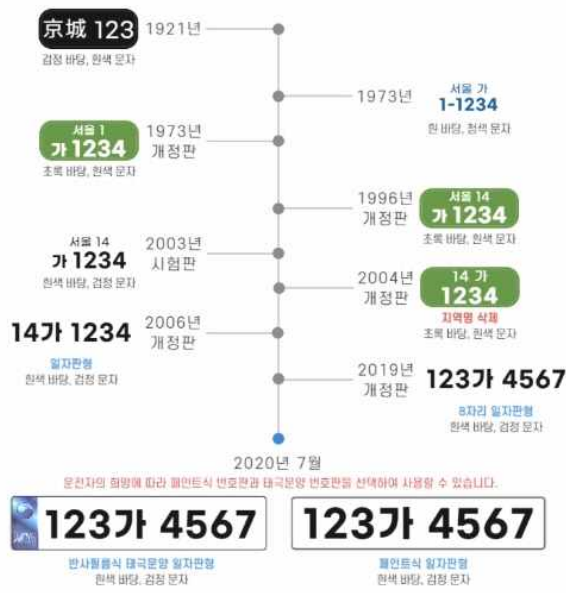 京城 123
1921년
검정 바탕, 흰색 문자
1973년
서울 가
1-1234
흰 바탕, 청색 문자
서울 1
가 1234
1973년
개정판
초록 바탕, 흰색 문자
1996년
개정판
서울 14
가 1234
초록 바탕, 흰색 문자
서울 14
가 1234
2003년
시험판
흰색 바탕, 검정 문자
2004년
개정판
14 가
1234
지역명 삭제
초록 바탕, 흰색 문자
14가 1234
2006년
개정판
일자판형
흰색 바탕, 검정 문자
2019년
개정판
123가 4567
8자리 일자판형
흰색 바탕, 검정 문자
2020년 7월
운전자의 희망에 따라 페인트식 번호판과 태극문양 번호판을 선택하여 사용할 수 있습니다.
123가 4567
123가 4567
반사필름식 태극문양 일자판형
흰색 바탕, 검정 문자
페인트식 일자판형
흰색 바탕, 검정 문자